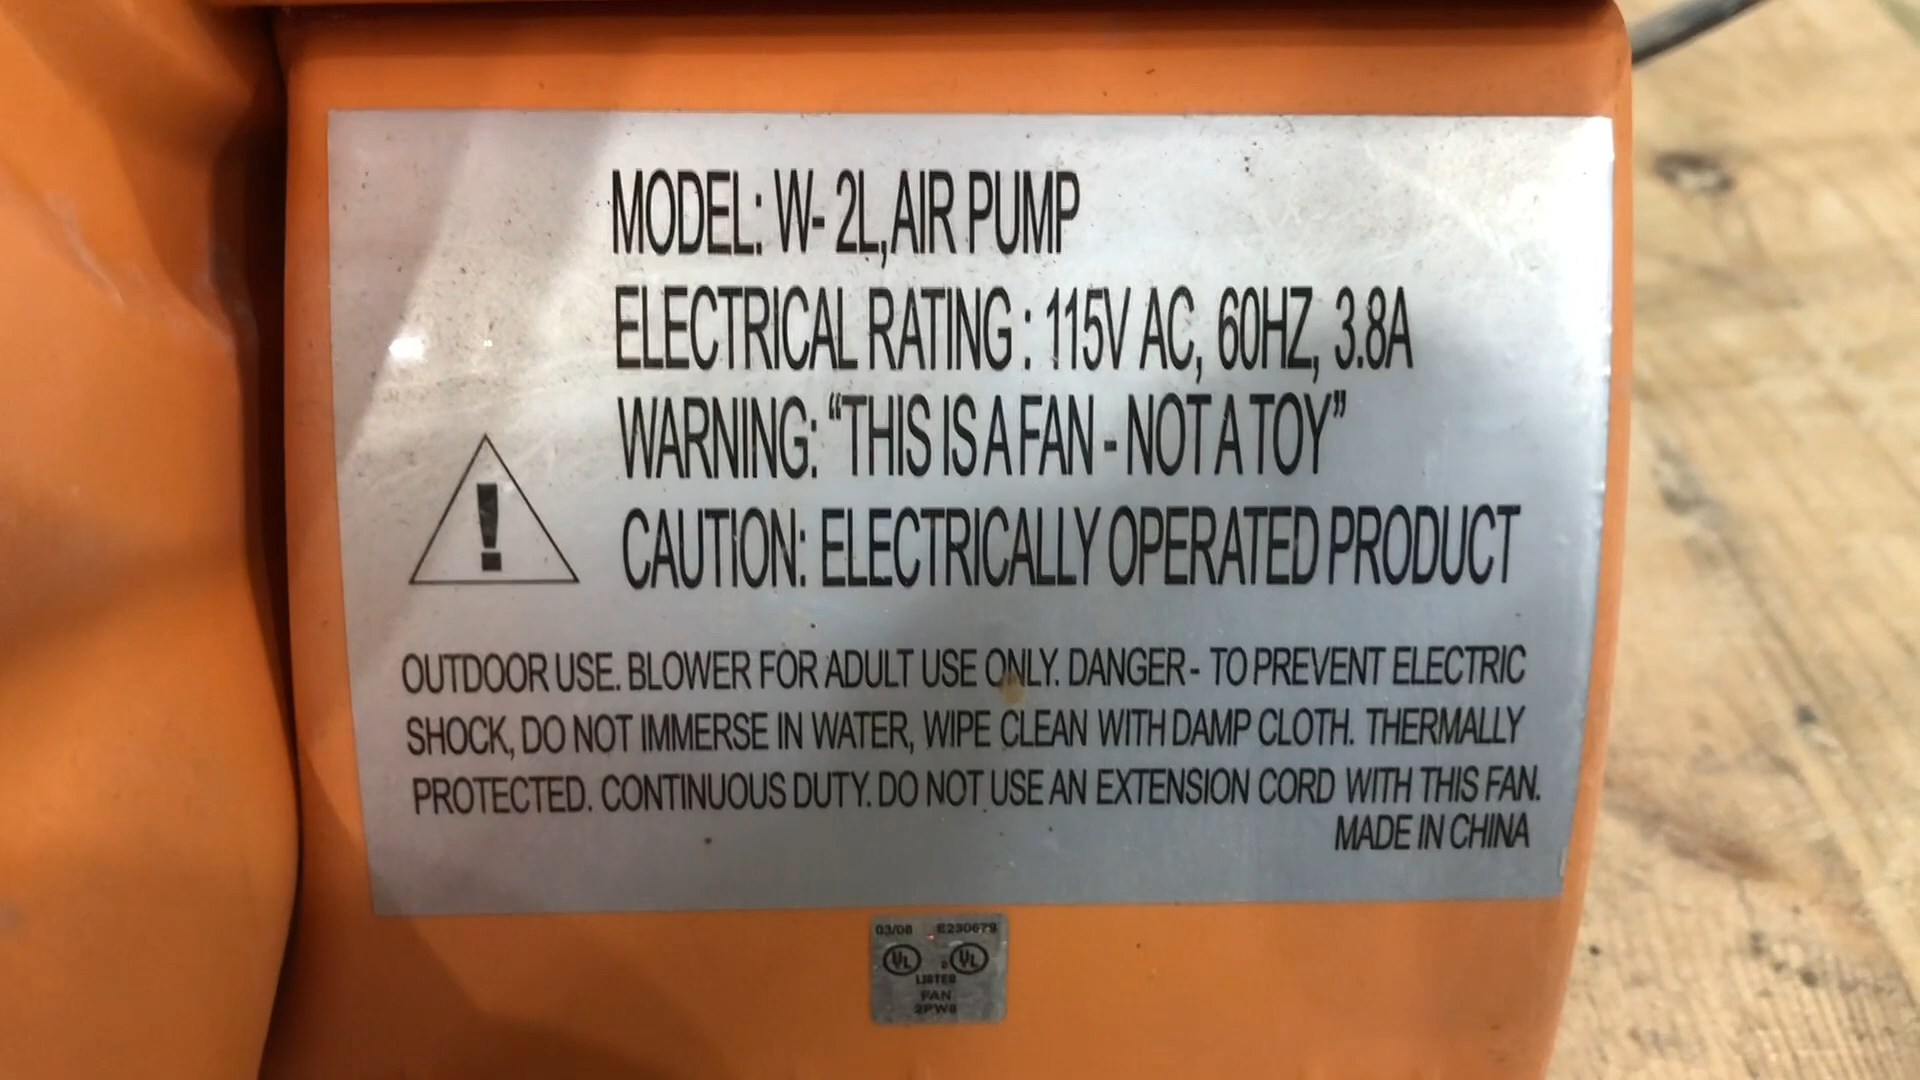 MODEL: W- 2L, AIR PUMP
ELECTRICAL RATING : 115V AC, 60HZ, 3.8A
WARNING: “THIS IS A FAN - NOT A TOY”
CAUTION: ELECTRICALLY OPERATED PRODUCT
OUTDOOR USE. BLOWER FOR ADULT USE ONLY. DANGER - TO PREVENT ELECTRIC
SHOCK, DO NOT IMMERSE IN WATER, WIPE CLEAN WITH DAMP CLOTH. THERMALLY
PROTECTED. CONTINUOUS DUTY. DO NOT USE AN EXTENSION CORD WITH THIS FAN.
MADE IN CHINA
03/08 E230679
UL UL
LISTED
FAN
2PW8